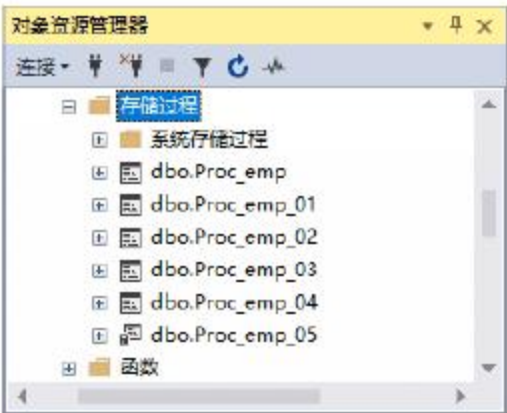 对象资源管理器
连接
存储过程
系统存储过程
dbo.Proc_emp
dbo.Proc_emp_01
dbo.Proc_emp_02
dbo.Proc_emp_03
dbo.Proc_emp_04
dbo.Proc_emp_05
函数